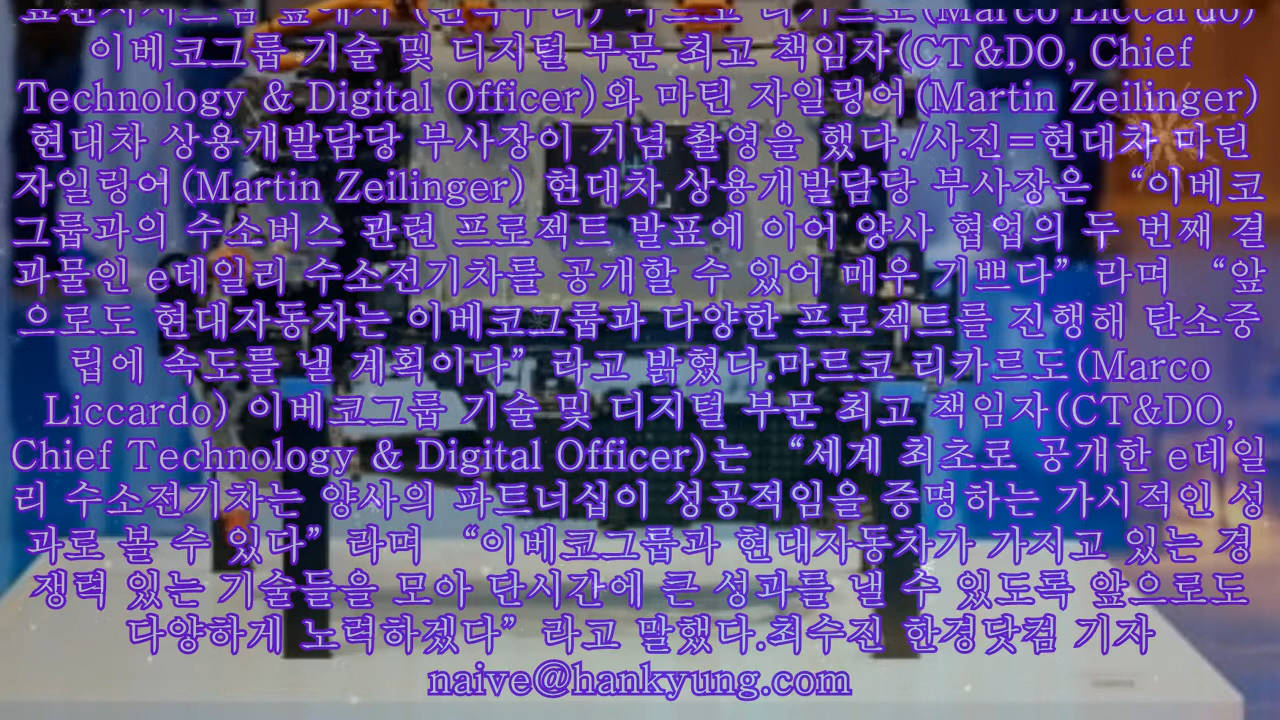 앞에서 (왼쪽부터) 마르코 리카르도(Marco Liccardo)
이베코그룹 기술 및 디지털 부문 최고 책임자(CT&DO, Chief
Technology & Digital Officer)와 마틴 자일링어(Martin Zeilinger)
현대차 상용개발담당 부사장이 기념 촬영을 했다./사진=현대차 마틴
자일링어(Martin Zeilinger) 현대차 상용개발담당 부사장은 “이베코
그룹과의 수소버스 관련 프로젝트 발표에 이어 양사 협업의 두 번째 결
과물인 e데일리 수소전기차를 공개할 수 있어 매우 기쁘다” 라며 “앞
으로도 현대자동차는 이베코그룹과 다양한 프로젝트를 진행해 탄소중
립에 속도를 낼 계획이다” 라고 밝혔다.마르코 리카르도(Marco
Liccardo) 이베코그룹 기술 및 디지털 부문 최고 책임자(CT&DO,
Chief Technology & Digital Officer)는 “세계 최초로 공개한 e데일
리 수소전기차는 양사의 파트너십이 성공적임을 증명하는 가시적인 성
과로 볼 수 있다” 라며 “이베코그룹과 현대자동차가 가지고 있는 경
쟁력 있는 기술들을 모아 단시간에 큰 성과를 낼 수 있도록 앞으로도
다양하게 노력하겠다” 라고 말했다.최수진 한경닷컴 기자
naive@hankyung.com